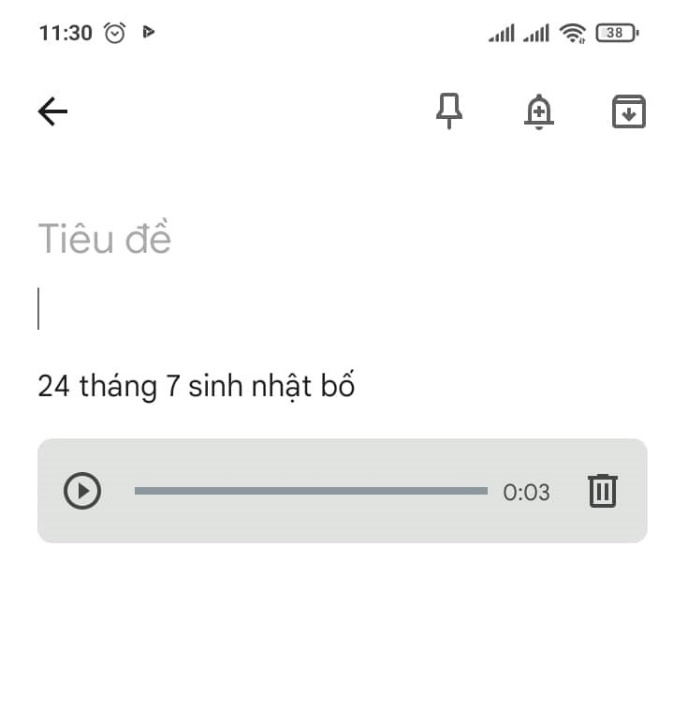 11:30 38
Tiêu đề
24 tháng 7 sinh nhật bố
0:03